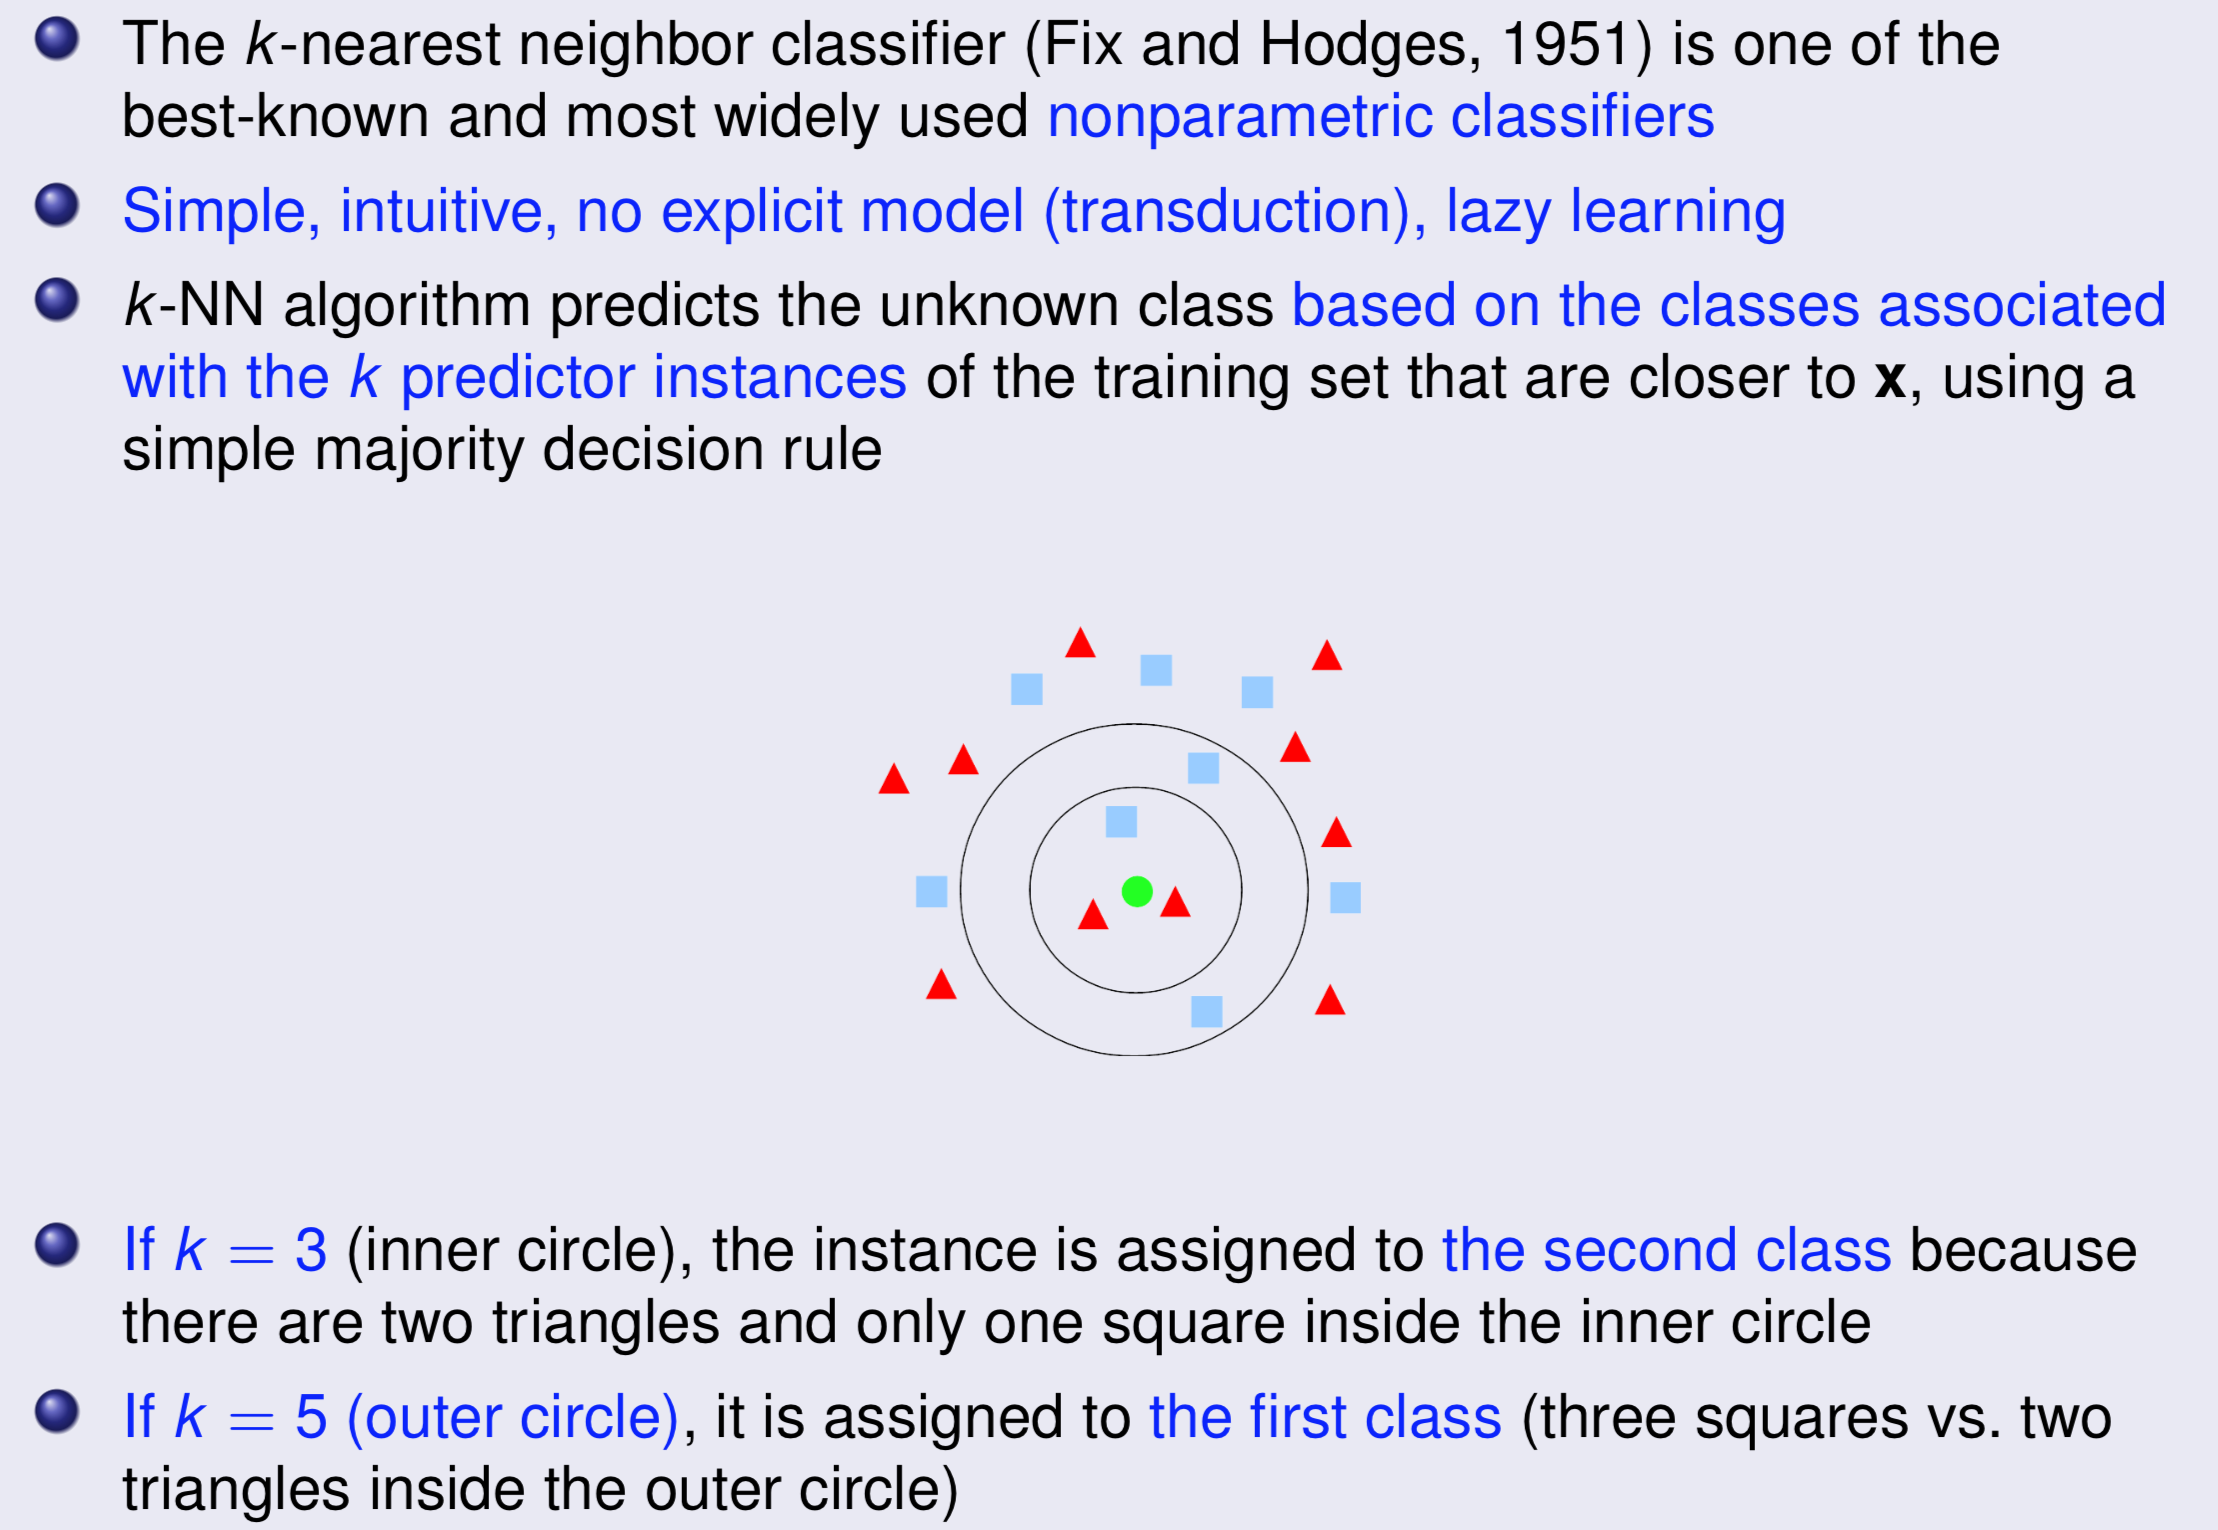 The k-nearest neighbor classifier (Fix and Hodges, 1951) is one of the
best-known and most widely used nonparametric classifiers
Simple, intuitive, no explicit model (transduction), lazy learning
k-NN algorithm predicts the unknown class based on the classes associated
with the k predictor instances of the training set that are closer to x, using a
simple majority decision rule
If k = 3 (inner circle), the instance is assigned to the second class because
there are two triangles and only one square inside the inner circle
If k = 5 (outer circle), it is assigned to the first class (three squares vs. two
triangles inside the outer circle)